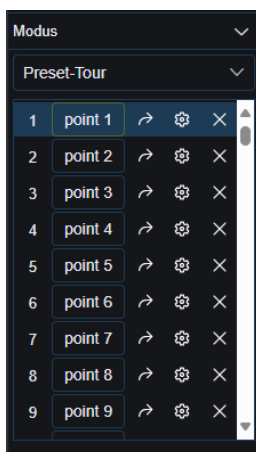 Modus
Preset-Tour
1 point 1
2 point 2
3 point 3
4 point 4
5 point 5
6 point 6
7 point 7
8 point 8
9 point 9